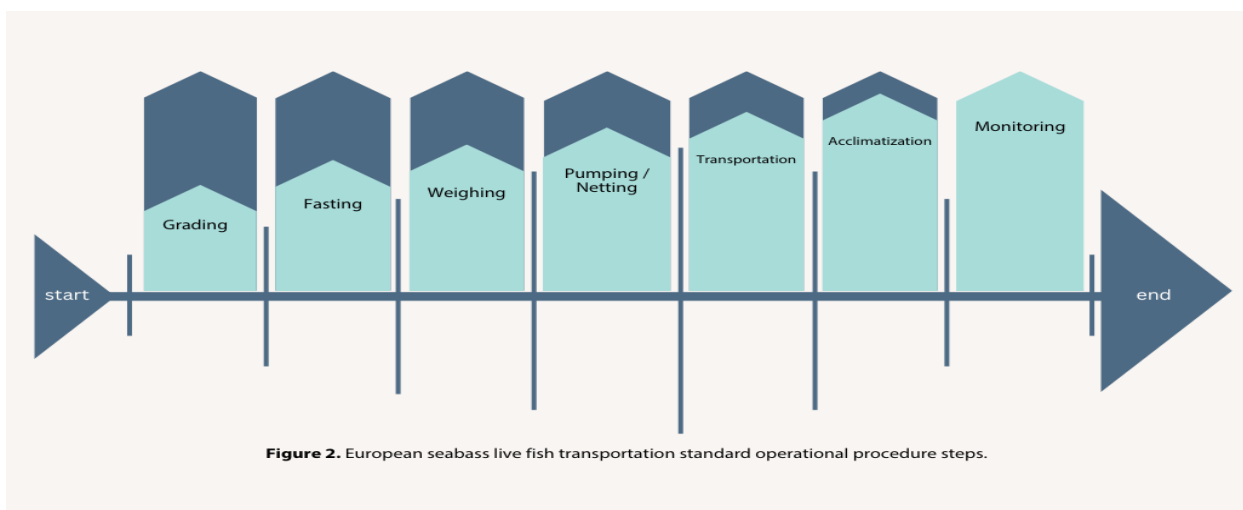 start
Grading
Fasting
Weighing
Pumping /
Netting
Transportation
Acclimatization
Monitoring
end
Figure 2. European seabass live fish transportation standard operational procedure steps.